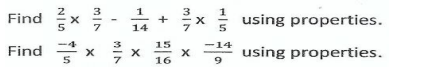 Find 2/5 x 3/7 - 1/14 + 3/7 x 1/5 using properties.
Find -4/5 x 3/7 x 15/16 x -14/9 using properties.